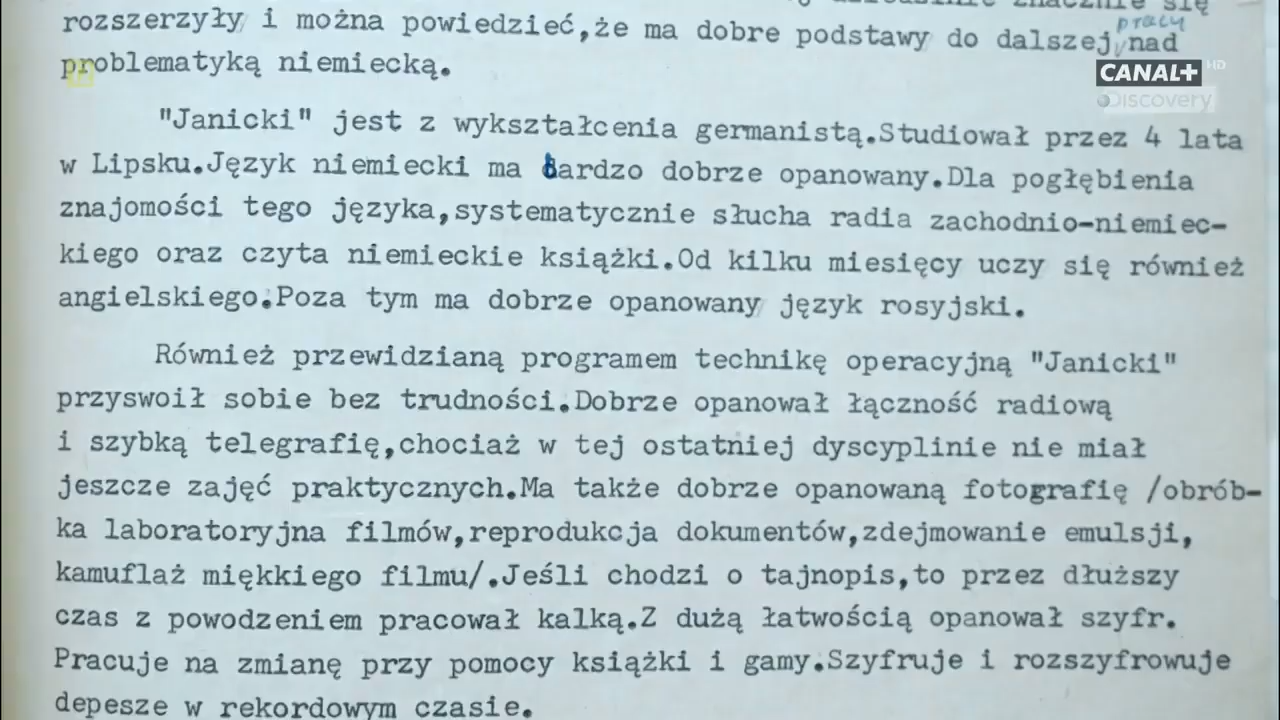 znacznie się
rozszerzyły i można powiedzieć,że ma dobre podstawy do dalszej pracy nad
problematyką niemiecką.
CANAL+ HD
Discovery
"Janicki" jest z wykształcenia germanistą.Studiował przez 4 lata
w Lipsku.Język niemiecki ma bardzo dobrze opanowany.Dla pogłębienia
znajomości tego języka,systematycznie słucha radia zachodnio-niemiec-
kiego oraz czyta niemieckie książki.Od kilku miesięcy uczy się również
angielskiego.Poza tym ma dobrze opanowany język rosyjski.
Również przewidzianą programem technikę operacyjną "Janicki"
przyswoił sobie bez trudności.Dobrze opanował łączność radiową
i szybką telegrafię,chociaż w tej ostatniej dyscyplinie nie miał
jeszcze zajęć praktycznych.Ma także dobrze opanowaną fotografię /obrób-
ka laboratoryjna filmów,reprodukcja dokumentów,zdejmowanie emulsji,
kamuflaż miękkiego filmu/.Jeśli chodzi o tajnopis,to przez dłuższy
czas z powodzeniem pracował kalką.Z dużą łatwością opanował szyfr.
Pracuje na zmianę przy pomocy książki i gamy.Szyfruje i rozszyfrowuje
depesze w rekordowym czasie.